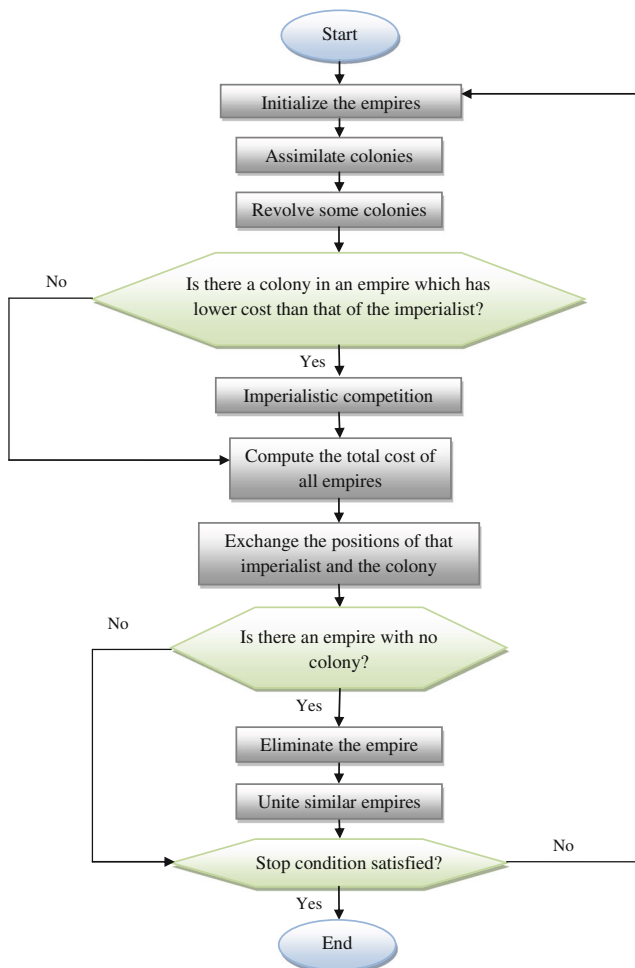 Start
Initialize the empires
Assimilate colonies
Revolve some colonies
No
Is there a colony in an empire which has
lower cost than that of the imperialist?
Yes
Imperialistic competition
Compute the total cost of
all empires
Exchange the positions of that
imperialist and the colony
No
Is there an empire with no
colony?
Yes
Eliminate the empire
Unite similar empires
Stop condition satisfied?
No
Yes
End